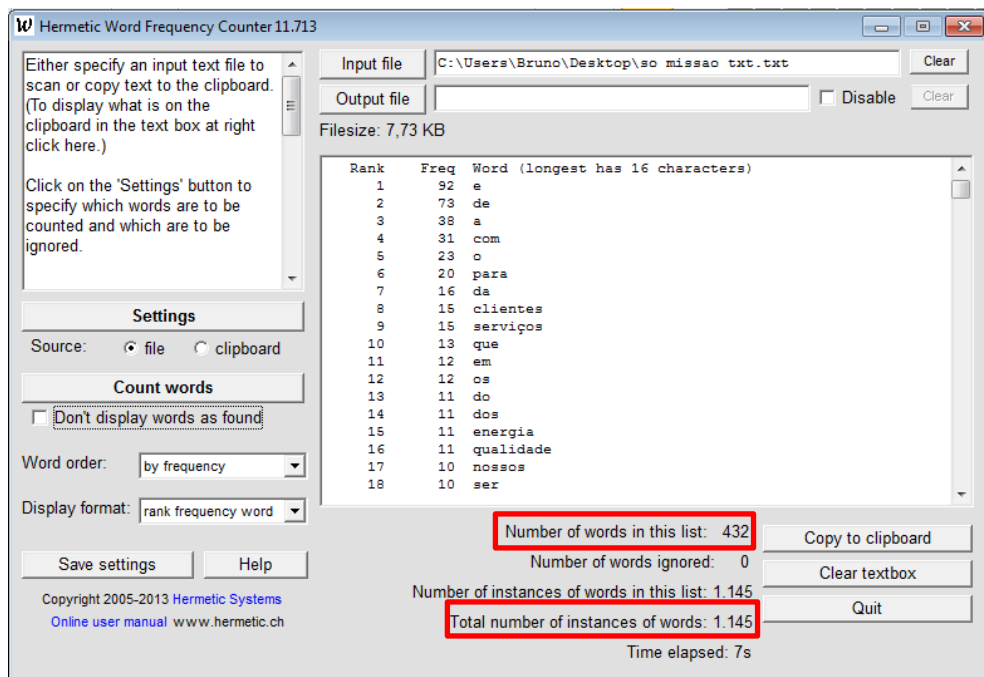 Hermetic Word Frequency Counter 11.713
Either specify an input text file to
scan or copy text to the clipboard.
(To display what is on the
clipboard in the text box at right
click here.)
Click on the 'Settings' button to
specify which words are to be
counted and which are to be
ignored.
Settings
Source: file clipboard
Count words
Don't display words as found
Word order: by frequency
Display format: rank frequency word
Save settings Help
Copyright 2005-2013 Hermetic Systems
Online user manual www.hermetic.ch
Input file C:\Users\Bruno\Desktop\so missao txt.txt Clear
Output file Disable Clear
Filesize: 7,73 KB
Rank Freq Word (longest has 16 characters)
1 92 e
2 73 de
3 38 a
4 31 com
5 23 o
6 20 para
7 16 da
8 15 clientes
9 15 serviços
10 13 que
11 12 em
12 12 os
13 11 do
14 11 dos
15 11 energia
16 11 qualidade
17 10 nossos
18 10 ser
Number of words in this list: 432
Number of words ignored: 0
Number of instances of words in this list: 1.145
Total number of instances of words: 1.145
Time elapsed: 7s
Copy to clipboard
Clear textbox
Quit